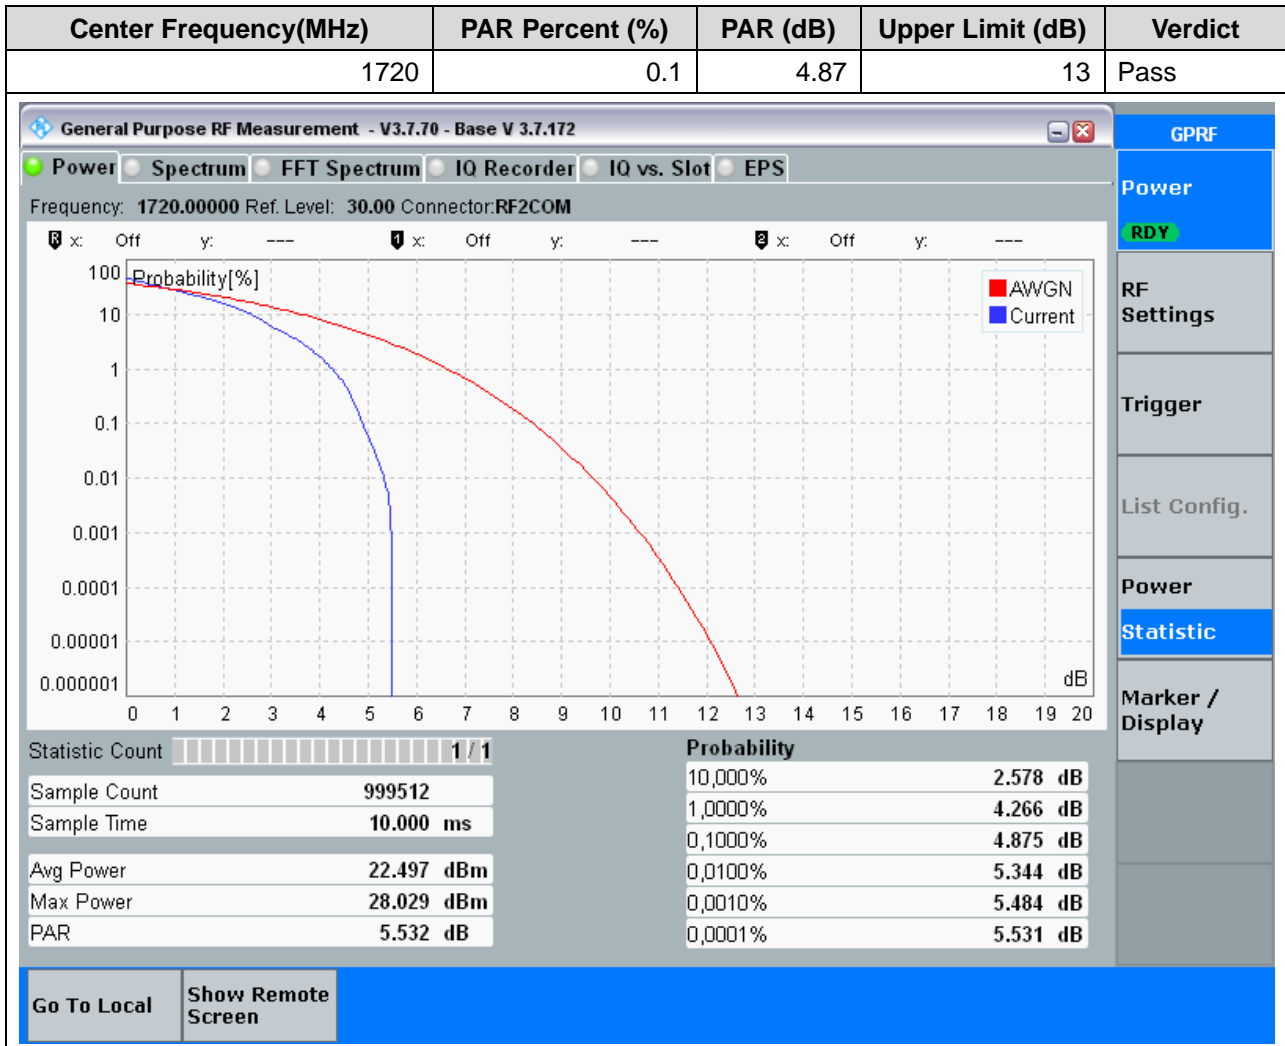 Center Frequency(MHz) PAR Percent (%) PAR (dB) Upper Limit (dB) Verdict
1720 0.1 4.87 13 Pass
General Purpose RF Measurement - V3.7.70 - Base V 3.7.172
GPRF
Power Spectrum FFT Spectrum IQ Recorder IQ vs. Slot EPS
Frequency: 1720.00000 Ref. Level: 30.00 Connector:RF2COM
R x: Off y: --- 1 x: Off y: --- 2 x: Off y: ---
Probability[%]
AWGN
Current
100
10
1
0.1
0.01
0.001
0.0001
0.00001
0.000001
dB
0 1 2 3 4 5 6 7 8 9 10 11 12 13 14 15 16 17 18 19 20
Statistic Count 1 / 1
Sample Count 999512
Sample Time 10.000 ms
Avg Power 22.497 dBm
Max Power 28.029 dBm
PAR 5.532 dB
Probability
10,000% 2.578 dB
1,0000% 4.266 dB
0,1000% 4.875 dB
0,0100% 5.344 dB
0,0010% 5.484 dB
0,0001% 5.531 dB
Power
RDY
RF
Settings
Trigger
List Config.
Power
Statistic
Marker /
Display
Go To Local
Show Remote
Screen